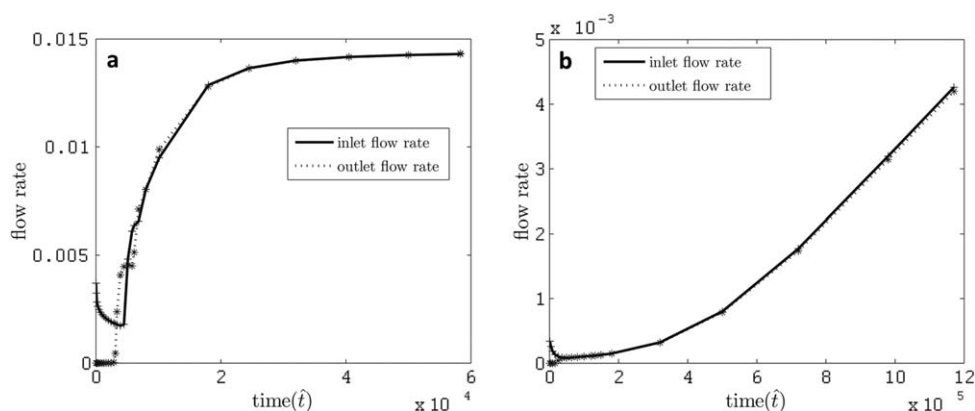 a
0.015
0.01
0.005
0
flow rate
inlet flow rate
outlet flow rate
0 2 4 6
time(t̂)
x 10 4
b
x 10 -3
5
4
3
2
1
0
flow rate
inlet flow rate
outlet flow rate
0 2 4 6 8 10 12
time(t̂)
x 10 5